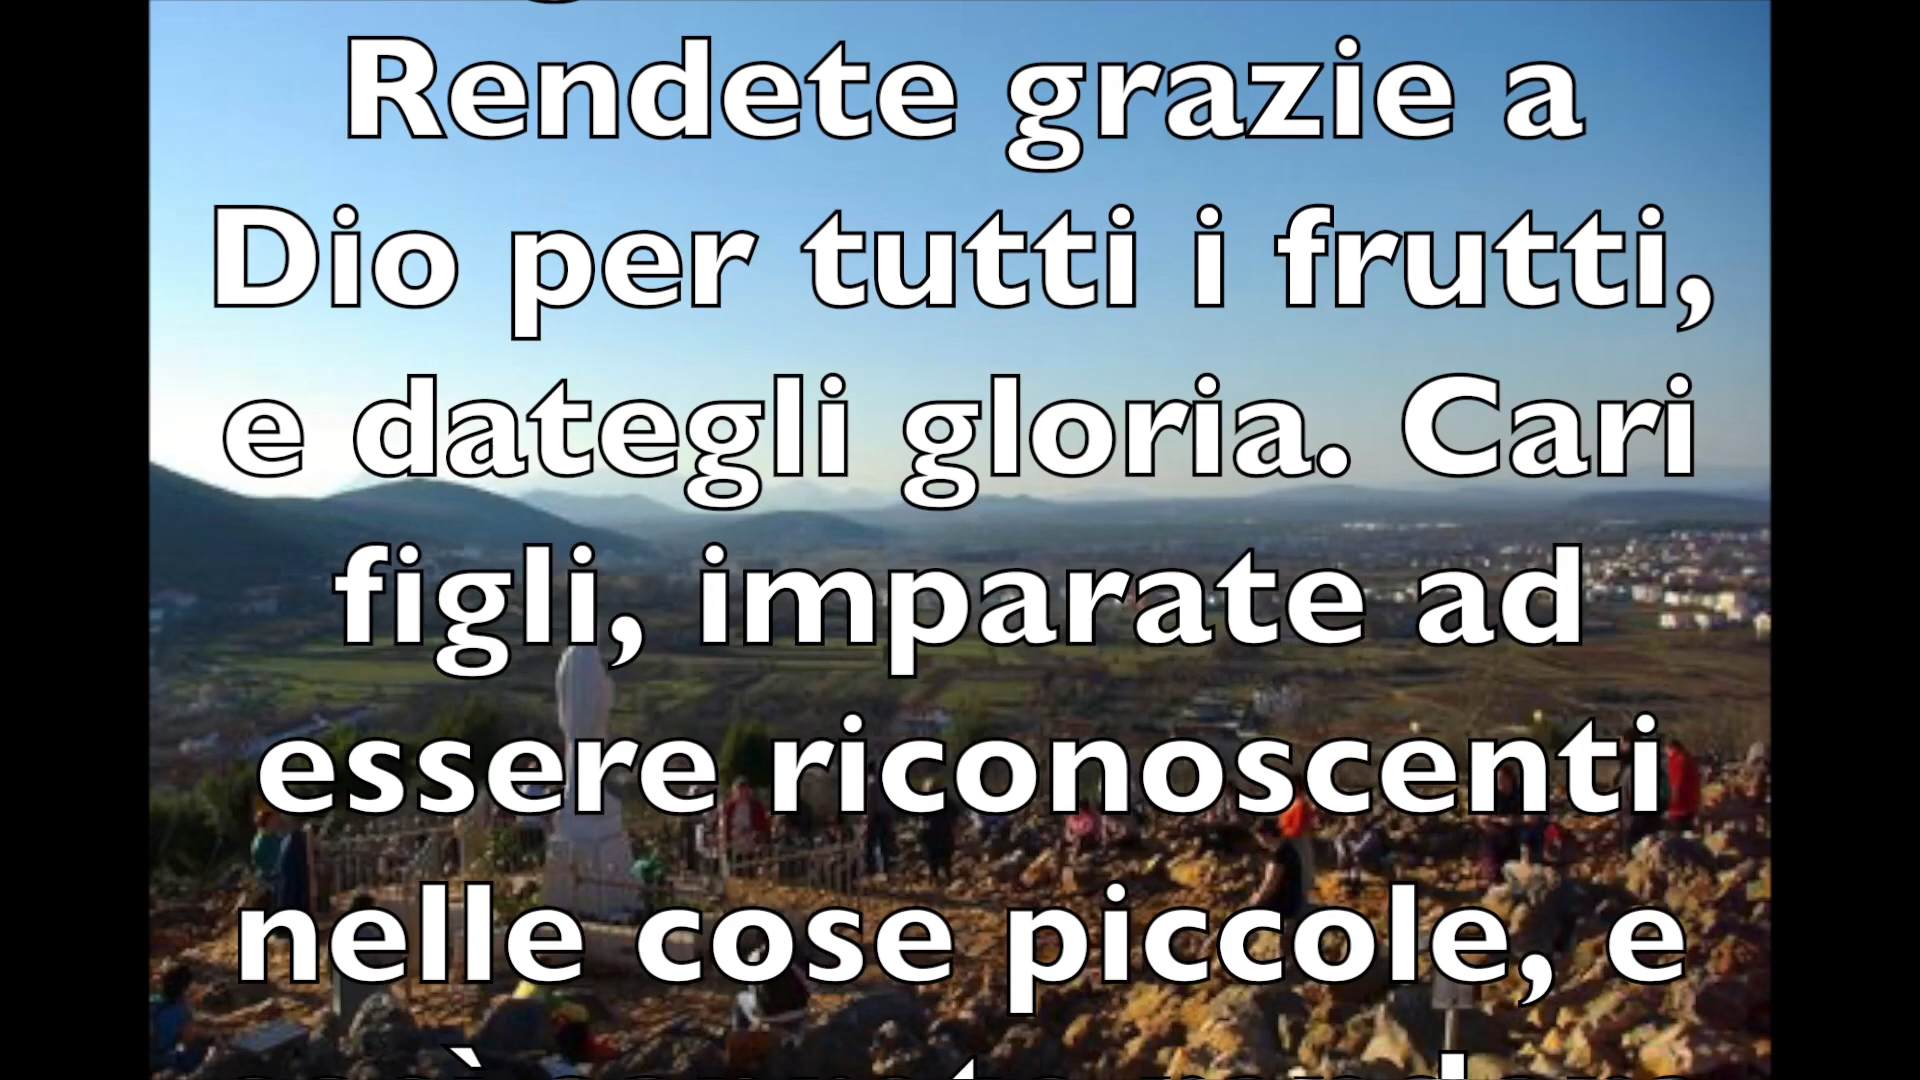 Rendete grazie a
Dio per tutti i frutti,
e dategli gloria. Cari
figli, imparate ad
essere riconoscenti
nelle cose piccole, e